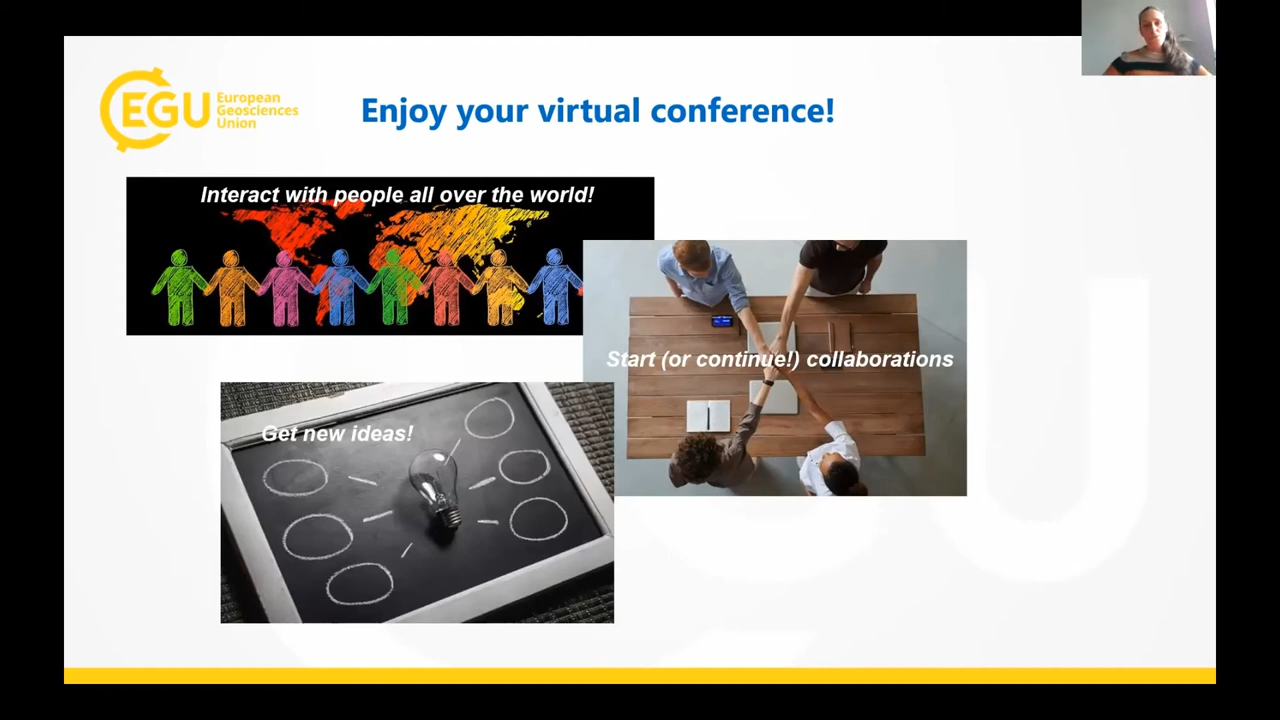 EGU
European
Geosciences
Union
Enjoy your virtual conference!
Interact with people all over the world!
Start (or continue!) collaborations
Get new ideas!